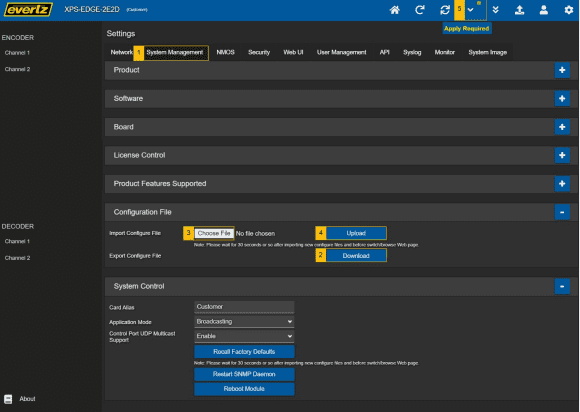 evertz XPS-EDGE-2E2D (Customer) 5
Apply Required
ENCODER
Channel 1
Channel 2
DECODER
Channel 1
Channel 2
About
Settings
Network 1 System Management NMOS Security Web UI User Management API Syslog Monitor System Image
Product +
Software +
Board +
License Control +
Product Features Supported +
Configuration File -
Import Configure File 3 Choose File No file chosen 4 Upload
Note: Please wait for 30 seconds or so after importing new configure files and before switch/browse Web page
Export Configure File 2 Download
System Control -
Card Alias Customer
Application Mode Broadcasting
Control Port UDP Multicast Support Enable
Recall Factory Defaults
Note: Please wait for 30 seconds or so after importing new configure files and before switch/browse Web page
Restart SNMP Daemon
Reboot Module